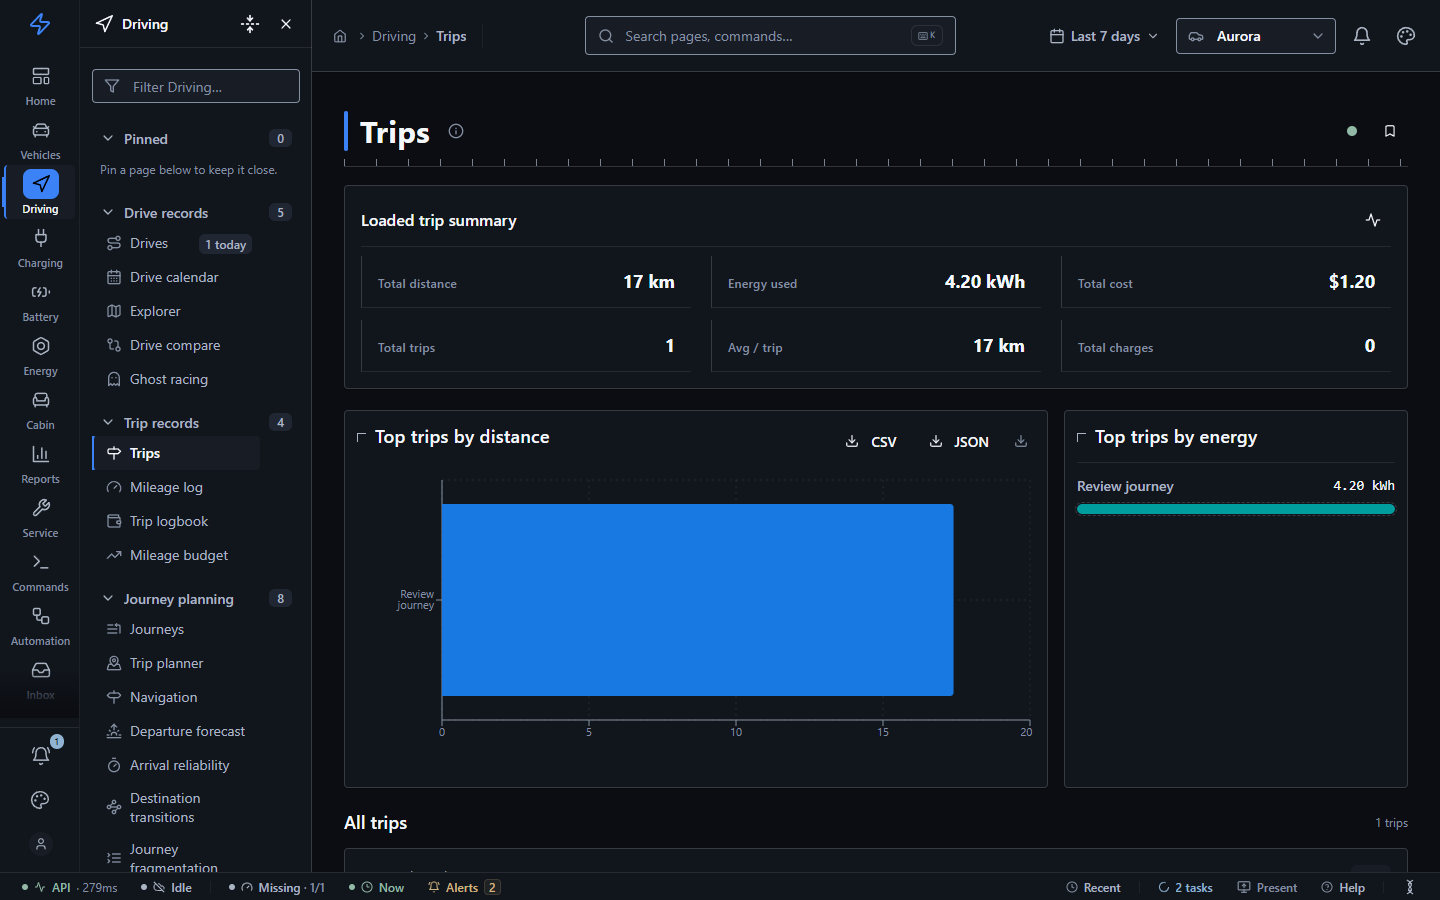 Home
Vehicles
Driving
Charging
Battery
Energy
Cabin
Reports
Service
Commands
Automation
Inbox
1
Driving
Filter Driving...
Pinned 0
Pin a page below to keep it close.
Drive records 5
Drives 1 today
Drive calendar
Explorer
Drive compare
Ghost racing
Trip records 4
Trips
Mileage log
Trip logbook
Mileage budget
Journey planning 8
Journeys
Trip planner
Navigation
Departure forecast
Arrival reliability
Destination
transitions
Journey
fragmentation
Driving Trips
Search pages, commands... K
Last 7 days
Aurora
Trips
Loaded trip summary
Total distance 17 km
Energy used 4.20 kWh
Total cost $1.20
Total trips 1
Avg / trip 17 km
Total charges 0
Top trips by distance
CSV JSON
Review
journey
0 5 10 15 20
Top trips by energy
Review journey 4.20 kWh
All trips
1 trips
API · 279ms Idle Missing · 1/1 Now Alerts 2 Recent 2 tasks Present Help